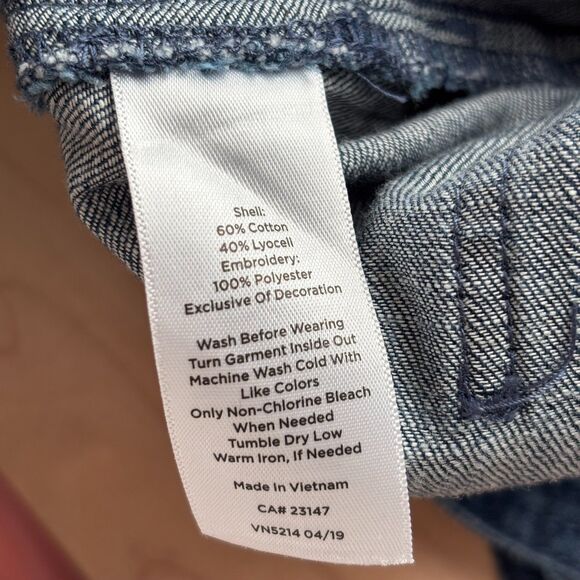 Shell:
60% Cotton
40% Lyocell
Embroidery:
100% Polyester
Exclusive Of Decoration
Wash Before Wearing
Turn Garment Inside Out
Machine Wash Cold With
Like Colors
Only Non-Chlorine Bleach
When Needed
Tumble Dry Low
Warm Iron, If Needed
Made In Vietnam
CA# 23147
VN5214 04/19